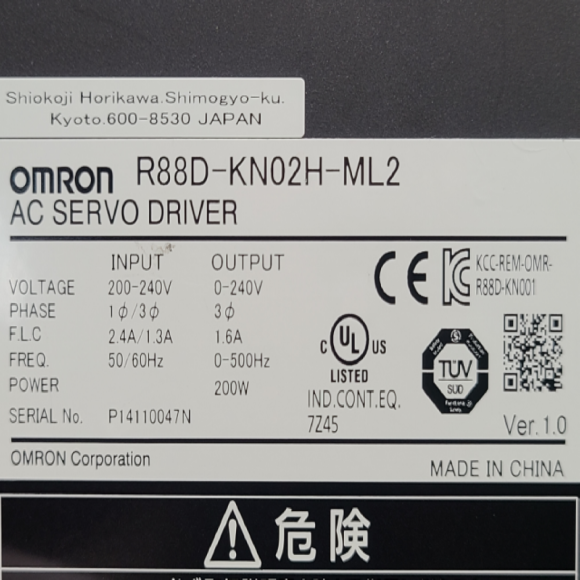 Shiokoji Horikawa.Shimogyo-ku.
Kyoto.600-8530 JAPAN
OMRON R88D-KN02H-ML2
AC SERVO DRIVER
INPUT OUTPUT
VOLTAGE 200-240V 0-240V
PHASE 1ϕ/3ϕ 3ϕ
F.L.C 2.4A/1.3A 1.6A
FREQ. 50/60Hz 0-500Hz
POWER 200W
SERIAL No. P14110047N
CE KC KCC-REM-OMR-
R88D-KN001
C UL US
LISTED
IND.CONT.EQ.
7Z45
TÜV
SÜD
Ver.1.0
OMRON Corporation
MADE IN CHINA
危険